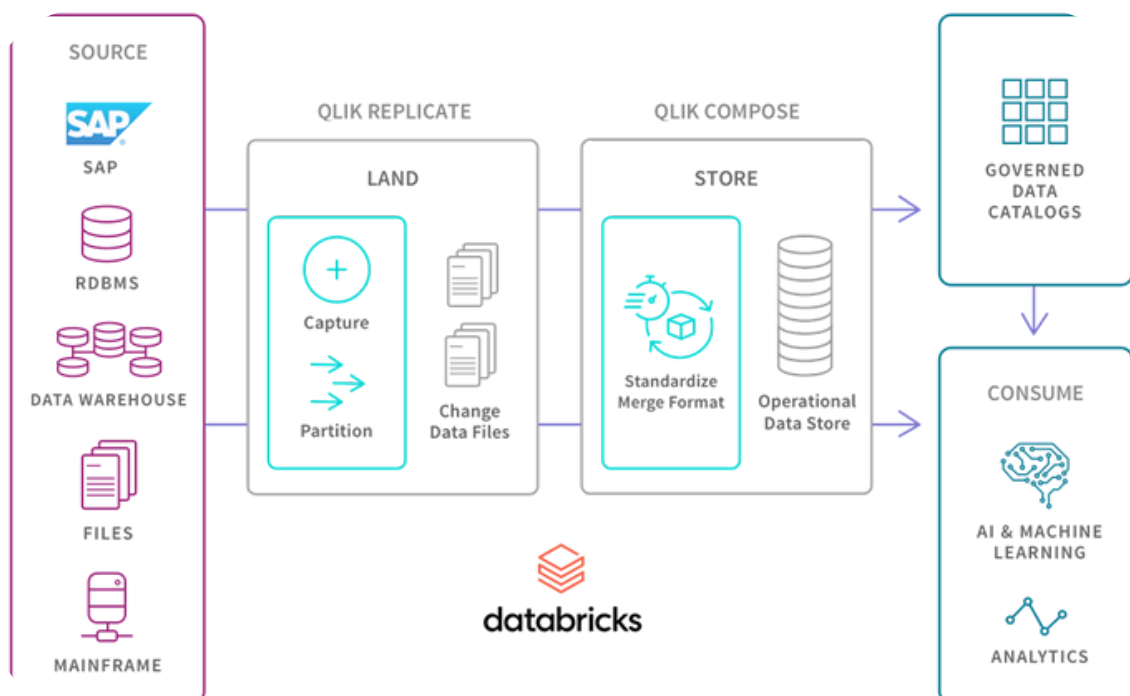 SOURCE
SAP
SAP
RDBMS
DATA WAREHOUSE
FILES
MAINFRAME
QLIK REPLICATE
LAND
Capture
Partition
Change
Data Files
QLIK COMPOSE
STORE
Standardize
Merge Format
Operational
Data Store
databricks
GOVERNED
DATA
CATALOGS
CONSUME
AI & MACHINE
LEARNING
ANALYTICS